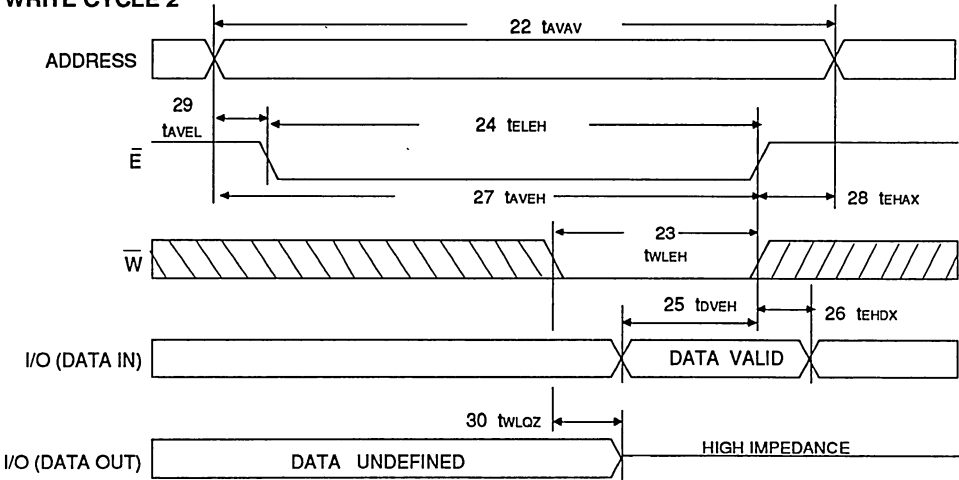 WRITE CYCLE 2
22 tAVAV
ADDRESS
29
tAVEL
24 tELEH
E
27 tAVEH
28 tEHAX
W
23
tWLEH
25 tDVEH
26 tEHDX
I/O (DATA IN)
DATA VALID
30 tWLQZ
I/O (DATA OUT)
DATA UNDEFINED
HIGH IMPEDANCE